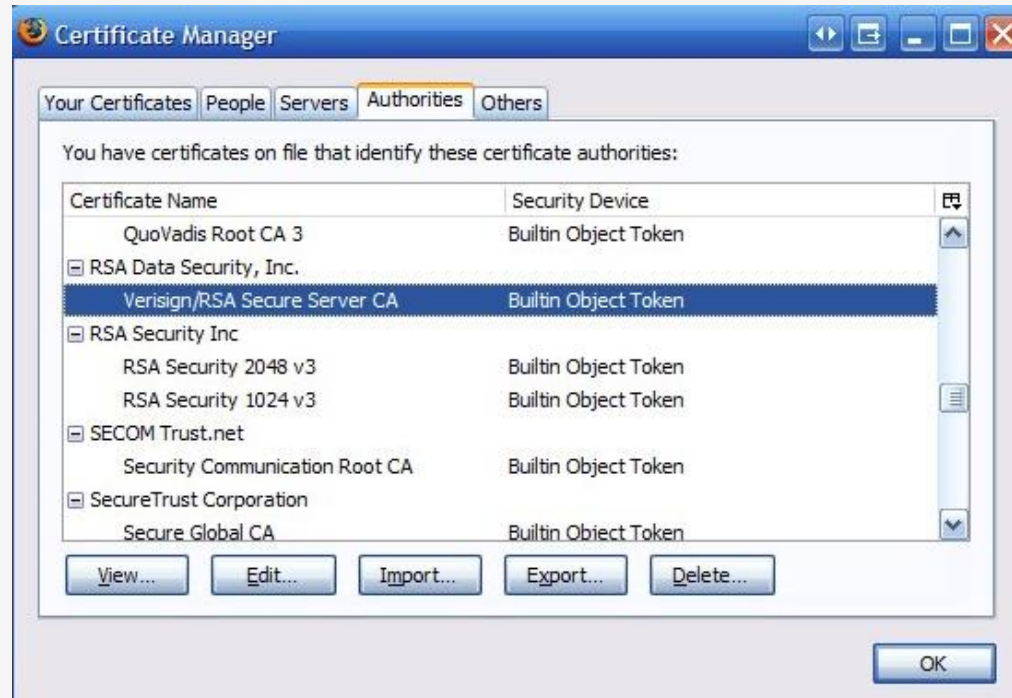 Certificate Manager
Your Certificates People Servers Authorities Others
You have certificates on file that identify these certificate authorities:
Certificate Name Security Device
QuoVadis Root CA 3 Builtin Object Token
RSA Data Security, Inc.
Verisign/RSA Secure Server CA Builtin Object Token
RSA Security Inc
RSA Security 2048 v3 Builtin Object Token
RSA Security 1024 v3 Builtin Object Token
SECOM Trust.net
Security Communication Root CA Builtin Object Token
SecureTrust Corporation
Secure Global CA Builtin Object Token
View... Edit... Import... Export... Delete...
OK